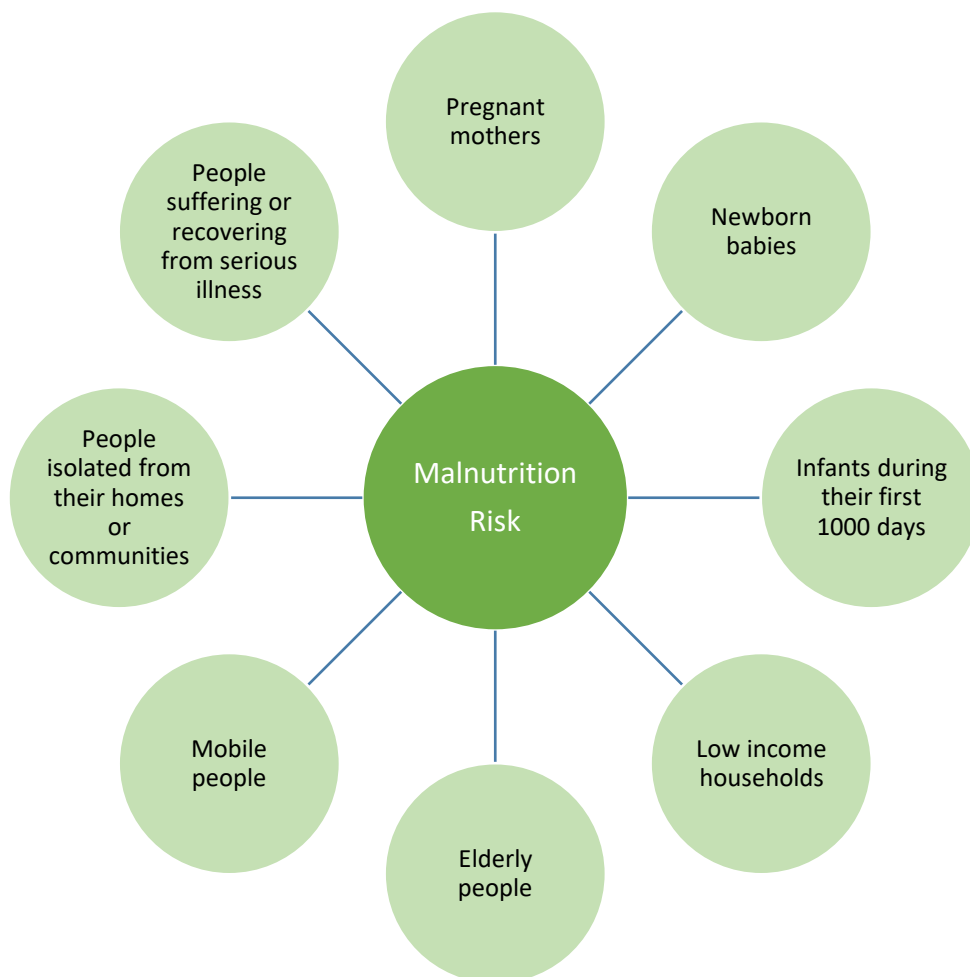 Pregnant
mothers
Newborn
babies
Infants during
their first
1000 days
Low income
households
Elderly
people
Mobile
people
People
isolated from
their homes
or
communities
People
suffering or
recovering
from serious
illness
Malnutrition
Risk